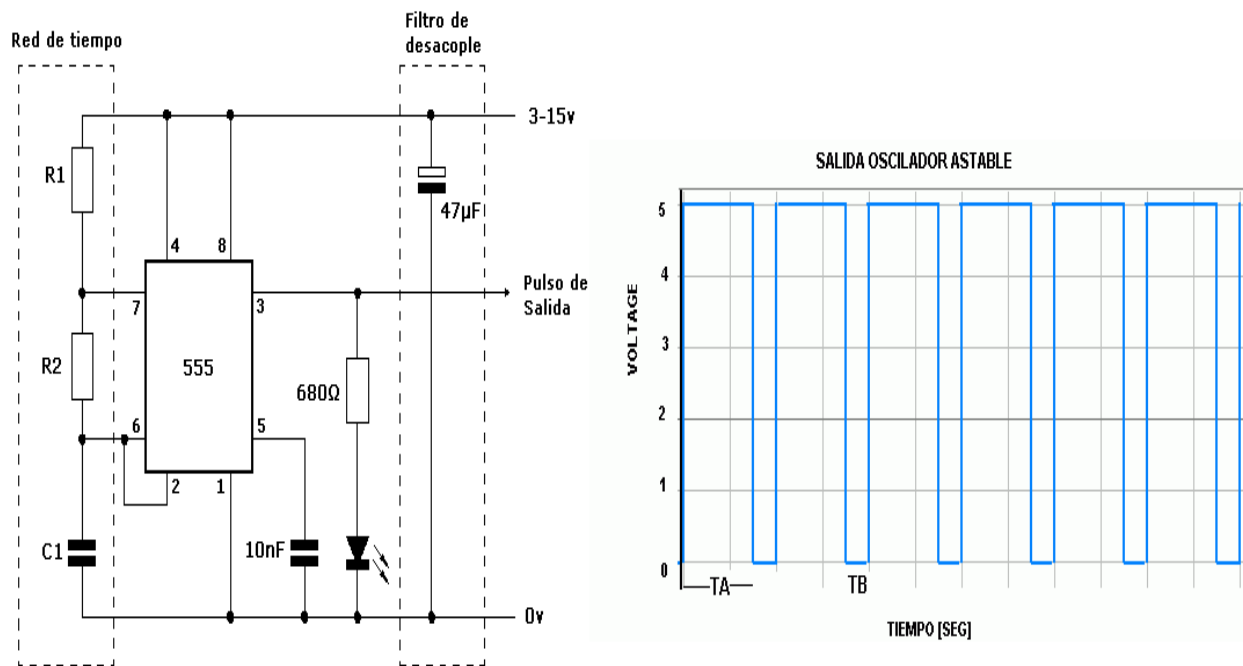 Red de tiempo
Filtro de
desacople
3-15v
R1
47µF
4
8
7
3
Pulso de
Salida
R2
555
680Ω
6
5
2
1
C1
10nF
0v
SALIDA OSCILADOR ASTABLE
VOLTAGE
5
4
3
2
1
0
TA
TB
TIEMPO [SEG]